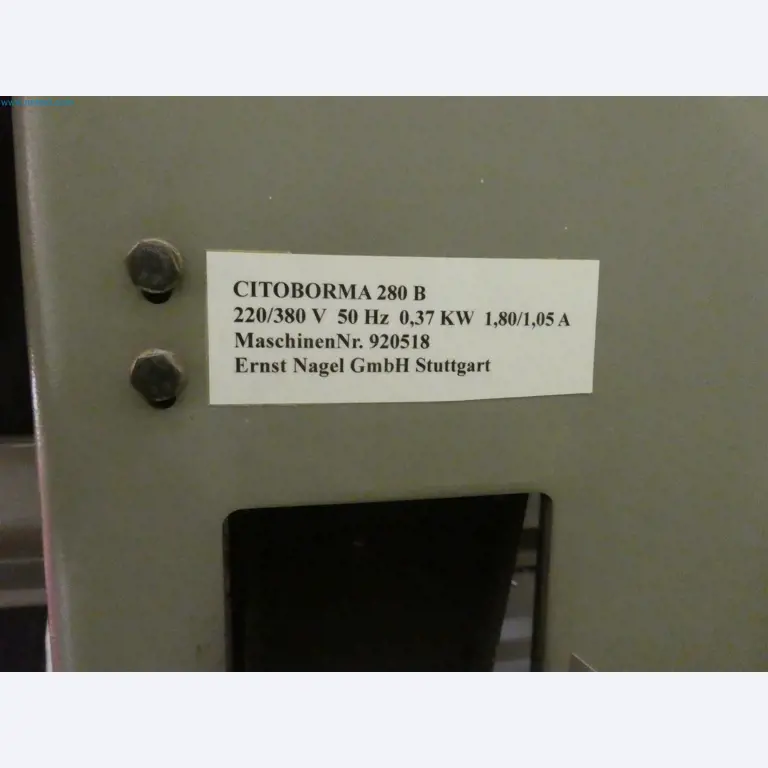 CITOBORMA 280 B
220/380 V 50 Hz 0,37 KW 1,80/1,05 A
MaschinenNr. 920518
Ernst Nagel GmbH Stuttgart